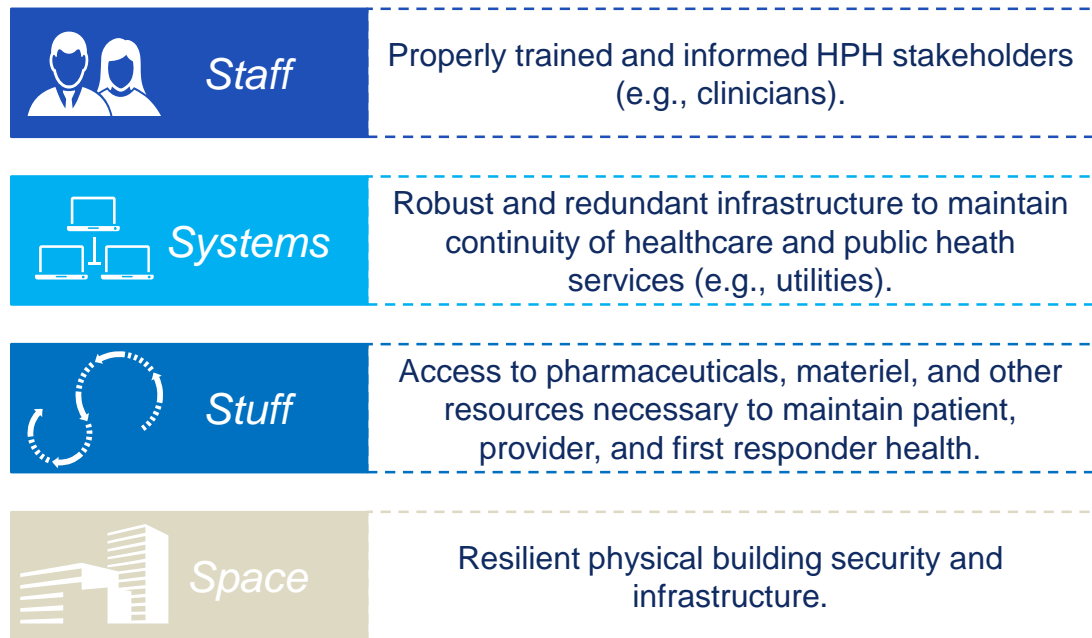 Staff
Properly trained and informed HPH stakeholders
(e.g., clinicians).
Systems
Robust and redundant infrastructure to maintain
continuity of healthcare and public heath
services (e.g., utilities).
Stuff
Access to pharmaceuticals, materiel, and other
resources necessary to maintain patient,
provider, and first responder health.
Space
Resilient physical building security and
infrastructure.